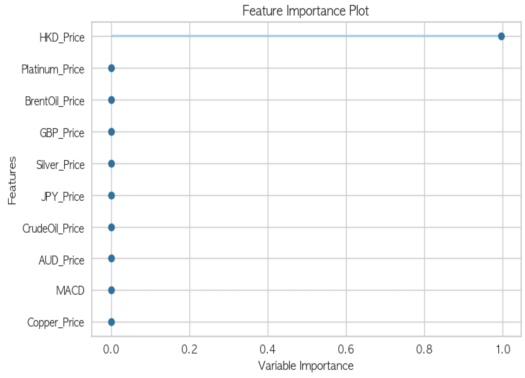 Feature Importance Plot
HKD_Price
Platinum_Price
BrentOil_Price
GBP_Price
Silver_Price
JPY_Price
CrudeOil_Price
AUD_Price
MACD
Copper_Price
Features
0.0 0.2 0.4 0.6 0.8 1.0
Variable Importance